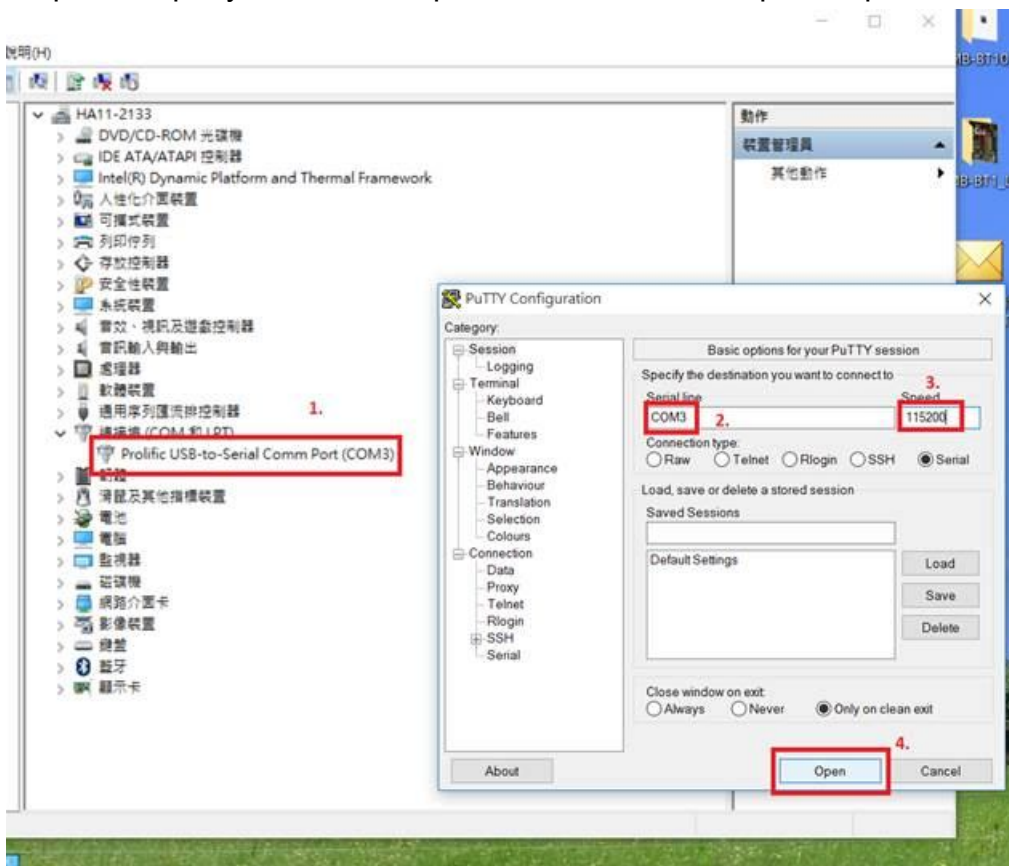 說明(H)
HA11-2133
DVD/CD-ROM 光碟機
IDE ATA/ATAPI 控制器
Intel(R) Dynamic Platform and Thermal Framework
人性化介面裝置
可攜式裝置
列印佇列
存放控制器
安全性裝置
系統裝置
音效、視訊及遊戲控制器
音訊輸入與輸出
處理器
軟體裝置
通用序列匯流排控制器
1.
連接埠 (COM 和 LPT)
Prolific USB-to-Serial Comm Port (COM3)
韌體
滑鼠及其他指標裝置
電池
電腦
監視器
磁碟機
網路介面卡
影像裝置
鍵盤
藍牙
顯示卡
動作
裝置管理員
其他動作
PuTTY Configuration
Category:
Session
Logging
Terminal
Keyboard
Bell
Features
Window
Appearance
Behaviour
Translation
Selection
Colours
Connection
Data
Proxy
Telnet
Rlogin
SSH
Serial
Basic options for your PuTTY session
Specify the destination you want to connect to
3.
Serial line Speed
COM3 2. 115200
Connection type:
Raw Telnet Rlogin SSH Serial
Load, save or delete a stored session
Saved Sessions
Default Settings
Load
Save
Delete
Close window on exit:
Always Never Only on clean exit
4.
About Open Cancel